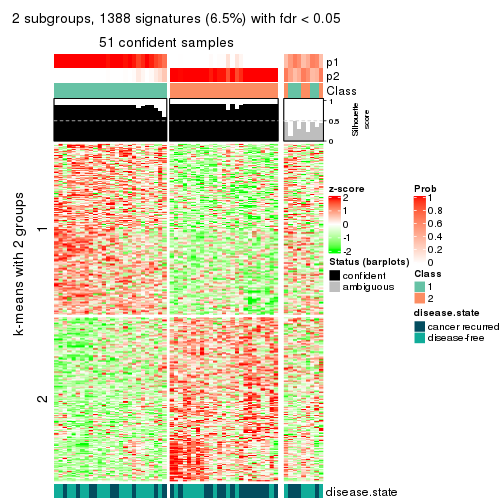 2 subgroups, 1388 signatures (6.5%) with fdr < 0.05
51 confident samples
p1
p2
Class
1
0.5
0
Silhouette
score
k-means with 2 groups
1
2
z-score
2
1
0
-1
-2
Status (barplots)
confident
ambiguous
Prob
1
0.8
0.6
0.4
0.2
0
Class
1
2
disease.state
cancer recurred
disease-free
disease.state